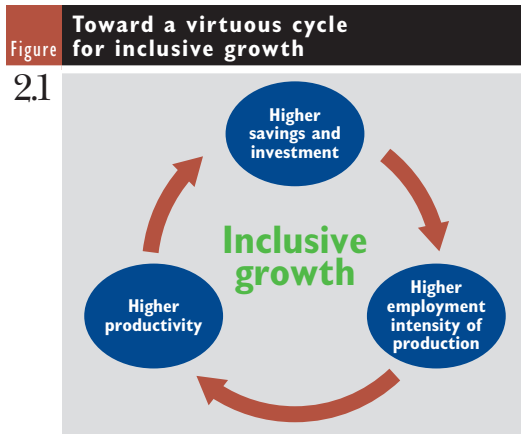 Figure
2.1
Toward a virtuous cycle
for inclusive growth
Higher
savings and
investment
Inclusive
growth
Higher
productivity
Higher
employment
intensity of
production